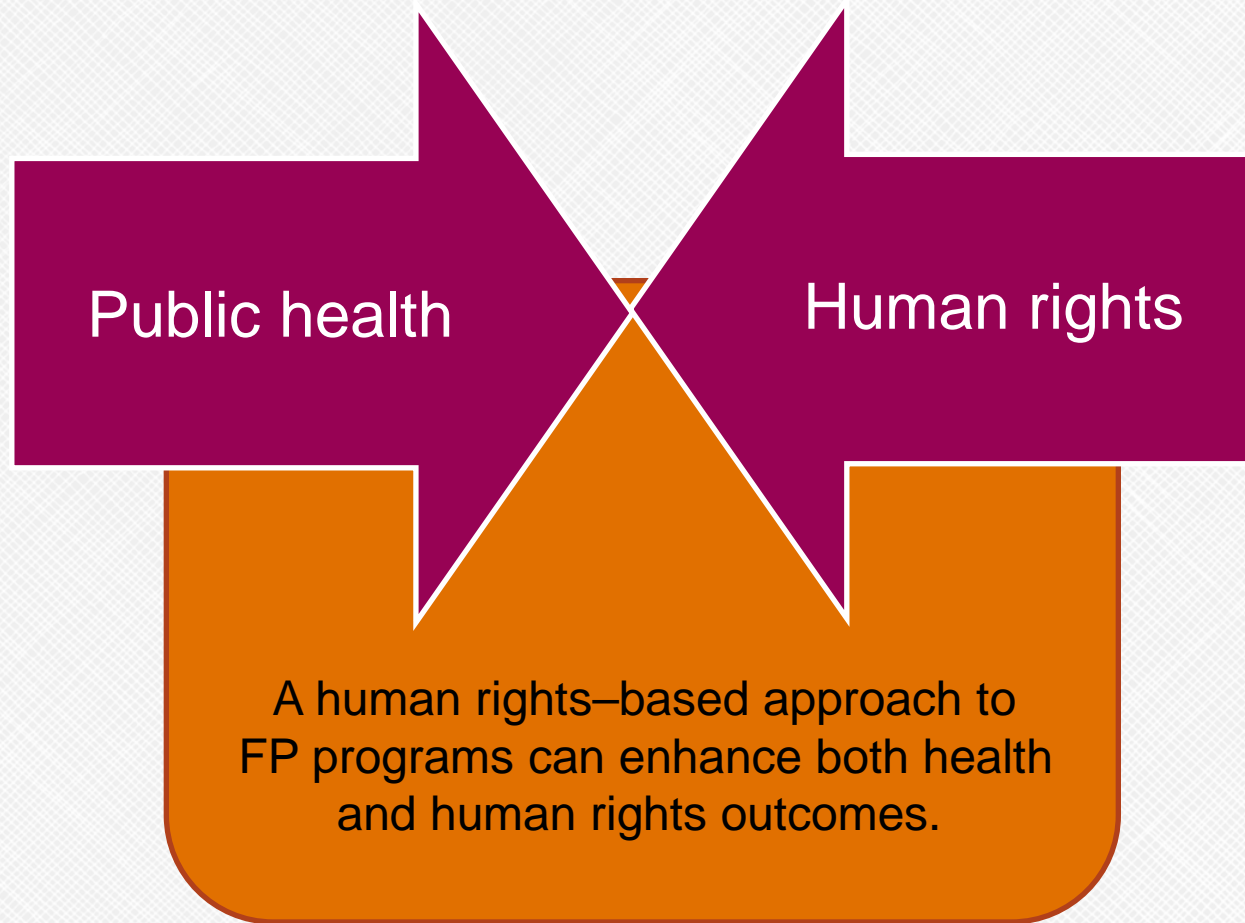 Public health
Human rights
A human rights–based approach to
FP programs can enhance both health
and human rights outcomes.